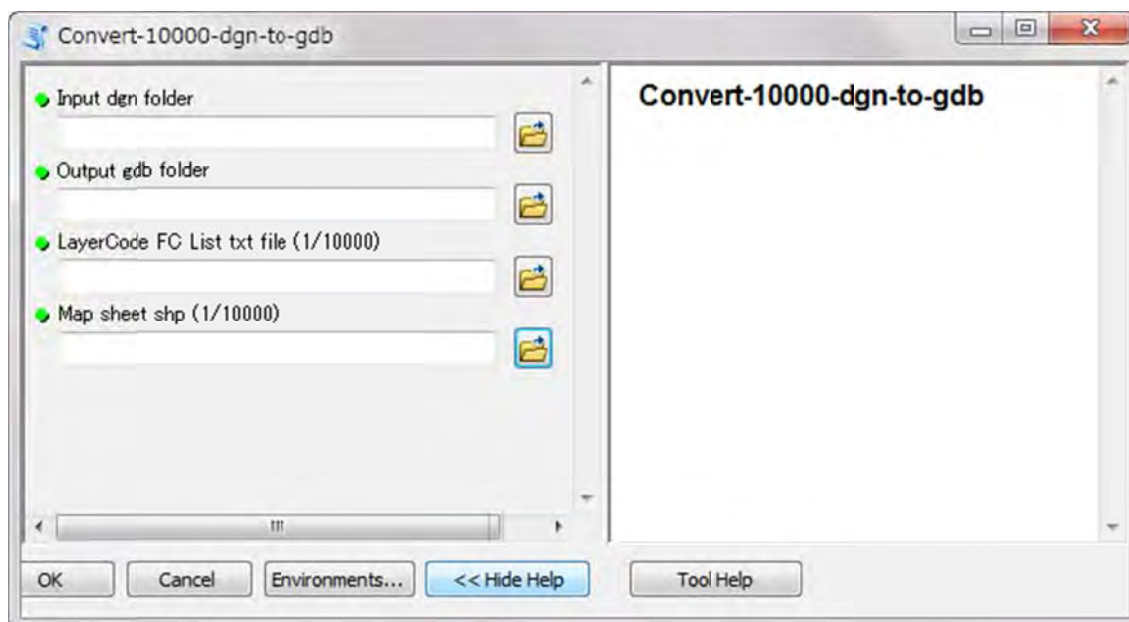 Convert-10000-dgn-to-gdb
Input dgn folder
Output gdb folder
LayerCode FC List txt file (1/10000)
Map sheet shp (1/10000)
Convert-10000-dgn-to-gdb
OK
Cancel
Environments...
<< Hide Help
Tool Help